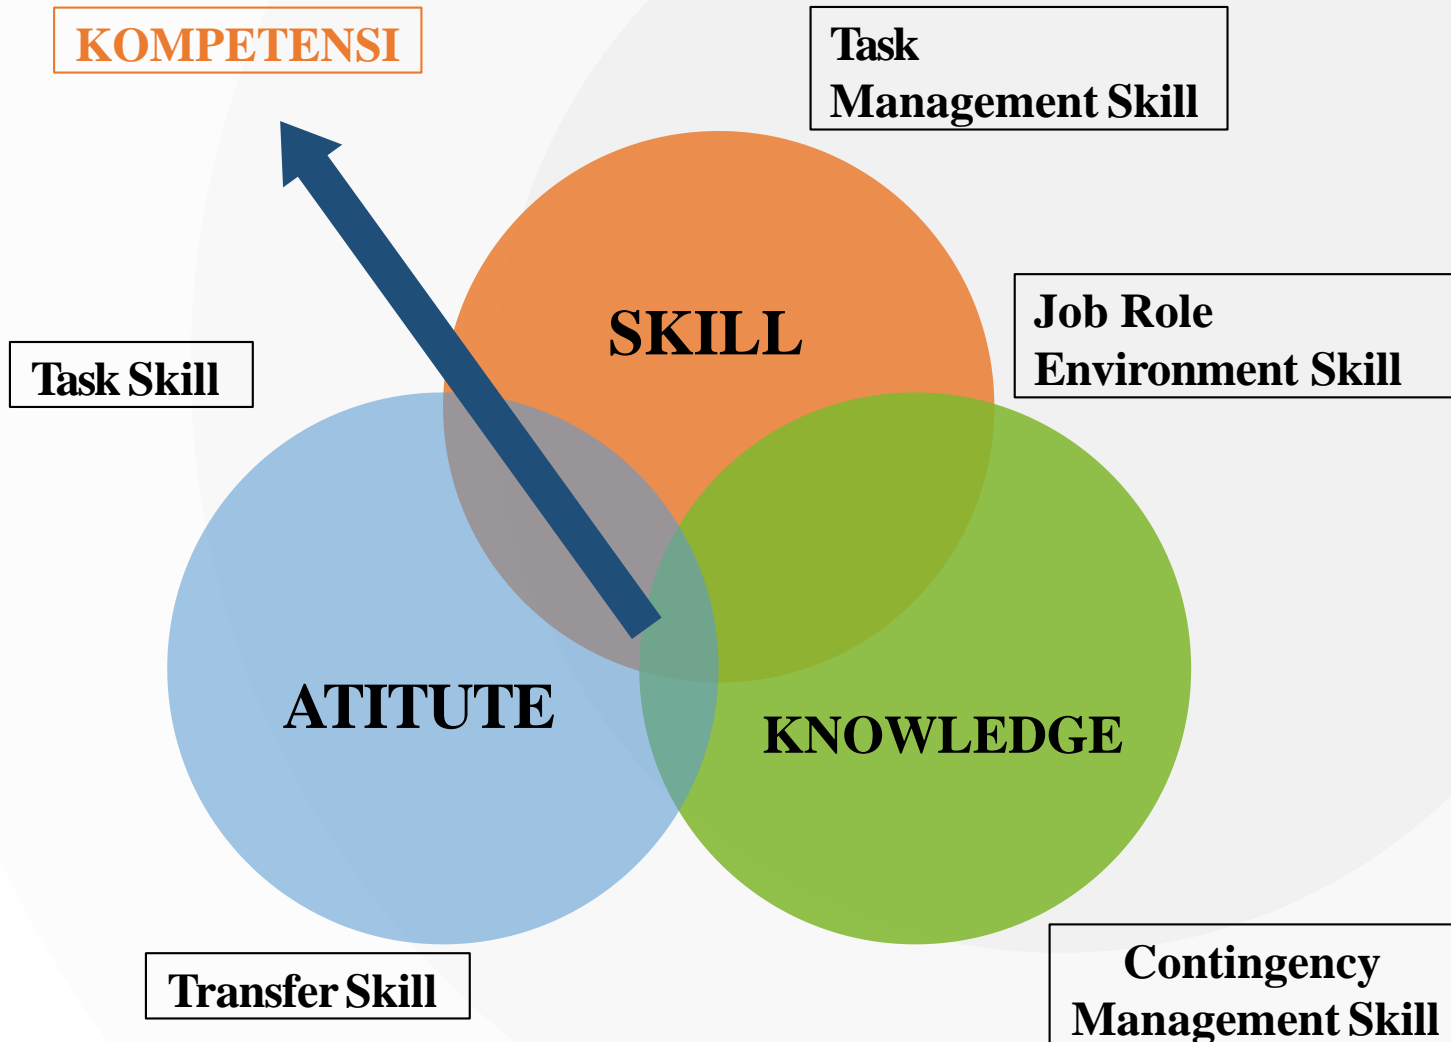 KOMPETENSI
Task
Management Skill
SKILL
Job Role
Environment Skill
Task Skill
ATITUTE
KNOWLEDGE
Transfer Skill
Contingency
Management Skill